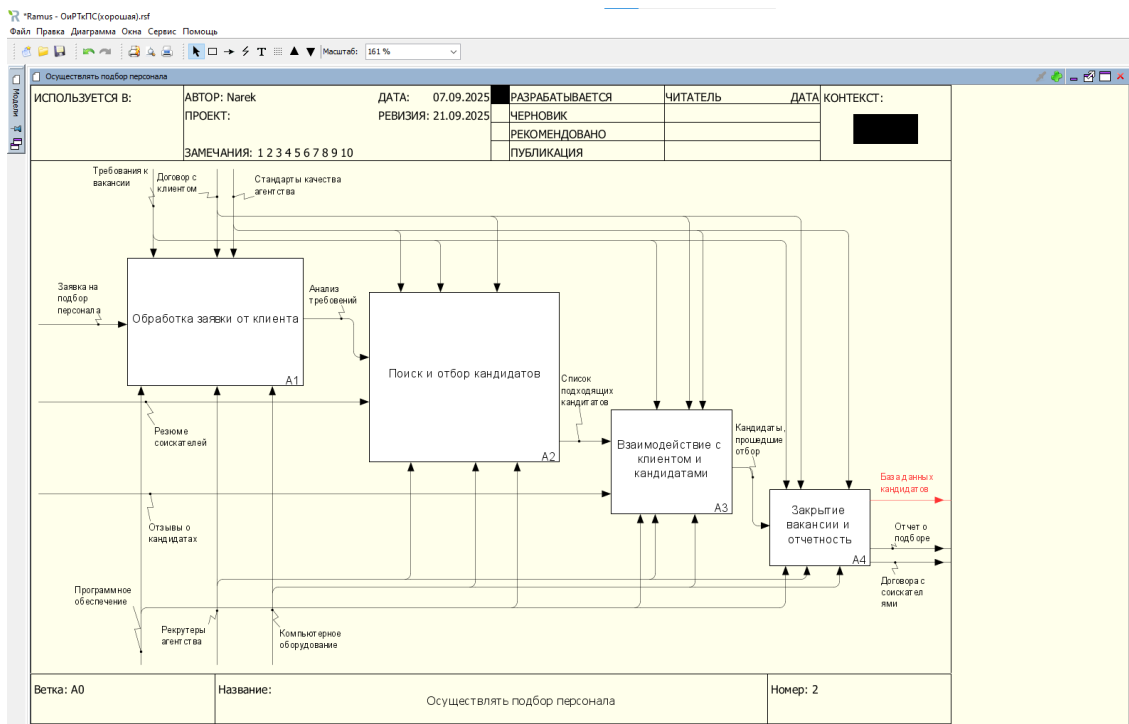 *Ramus - ОиРТкПС(хорошая).rsf
Файл Правка Диаграмма Окна Сервис Помощь
Масштаб: 161 %
Модели
Осуществлять подбор персонала
ИСПОЛЬЗУЕТСЯ В:
АВТОР: Narek
ДАТА: 07.09.2025
РАЗРАБАТЫВАЕТСЯ
ЧИТАТЕЛЬ
ДАТА
КОНТЕКСТ:
ПРОЕКТ:
РЕВИЗИЯ: 21.09.2025
ЧЕРНОВИК
РЕКОМЕНДОВАНО
ЗАМЕЧАНИЯ: 1 2 3 4 5 6 7 8 9 10
ПУБЛИКАЦИЯ
Требования к
вакансии
Договор с
клиентом
Стандарты качества
агентства
Заявка на
подбор
персонала
Обработка заявки от клиента
A1
Анализ
требовений
Поиск и отбор кандидатов
A2
Резюме
соискателей
Список
подходящих
кандитатов
Взаимодействие с
клиентом и
кандидатами
A3
Кандидаты,
прошедшие
отбор
Отзывы о
кандидатах
Закрытие
вакансии и
отчетность
A4
База данных
кандидатов
Отчет о
подборе
Договора с
соискател
ями
Программное
обеспечение
Рекрутеры
агентства
Компьютерное
оборудование
Ветка: A0
Название:
Осуществлять подбор персонала
Номер: 2